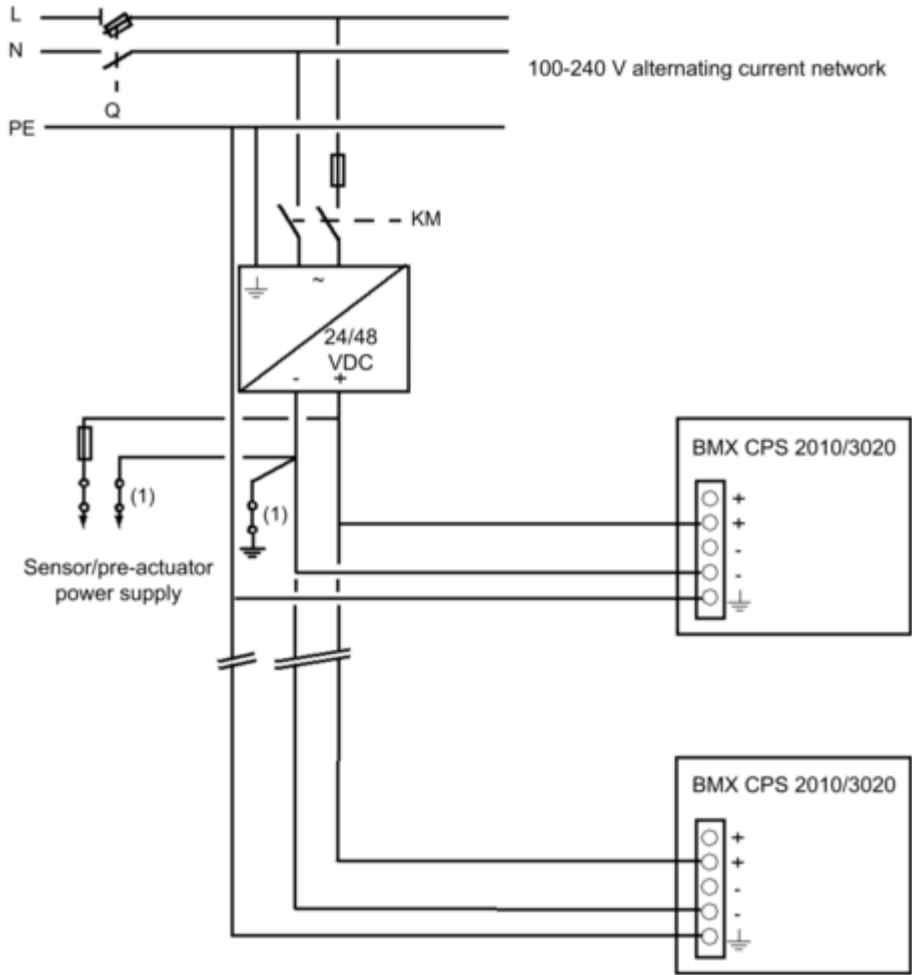 L
N
100-240 V alternating current network
Q
PE
KM
~
24/48
VDC
- +
(1)
(1)
Sensor/pre-actuator
power supply
BMX CPS 2010/3020
+
+
-
-
BMX CPS 2010/3020
+
+
-
-